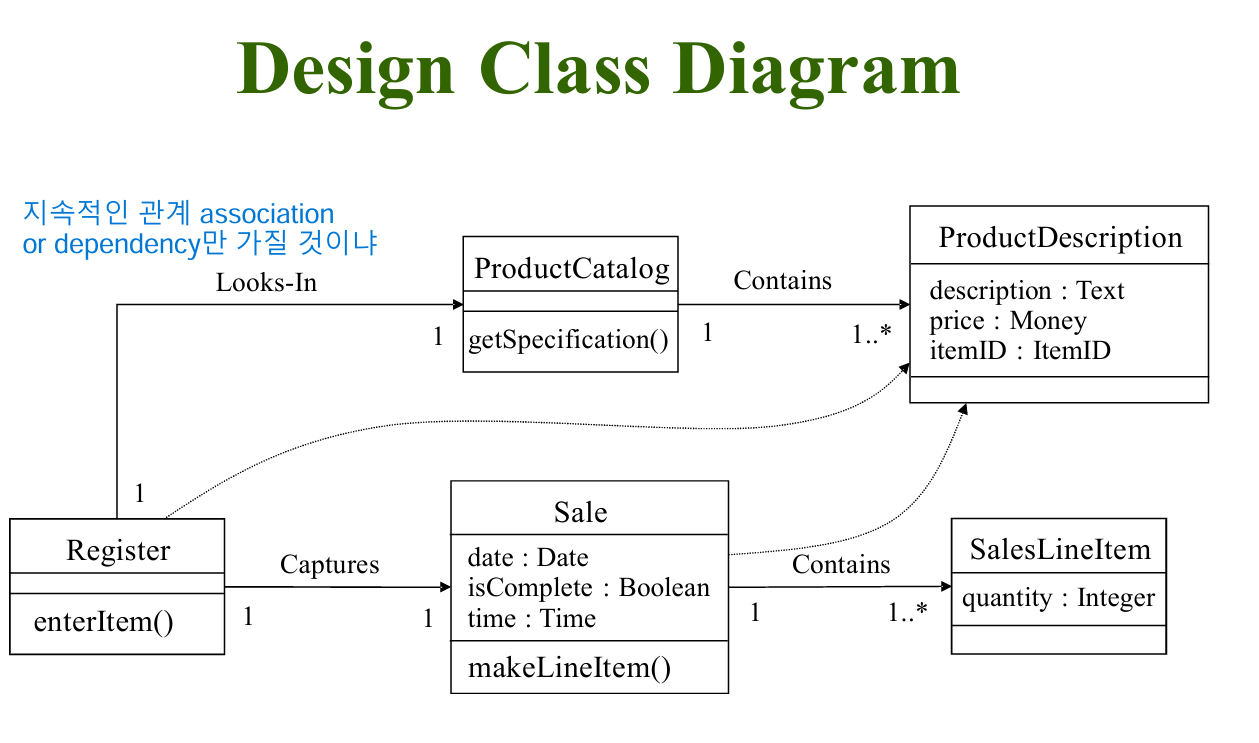 Design Class Diagram
지속적인 관계 association
or dependency만 가질 것이냐
Looks-In
1
1
ProductCatalog
getSpecification()
Contains
1
1..*
ProductDescription
description : Text
price : Money
itemID : ItemID
Register
enterItem()
Captures
1
1
Sale
date : Date
isComplete : Boolean
time : Time
makeLineItem()
Contains
1
1..*
SalesLineItem
quantity : Integer